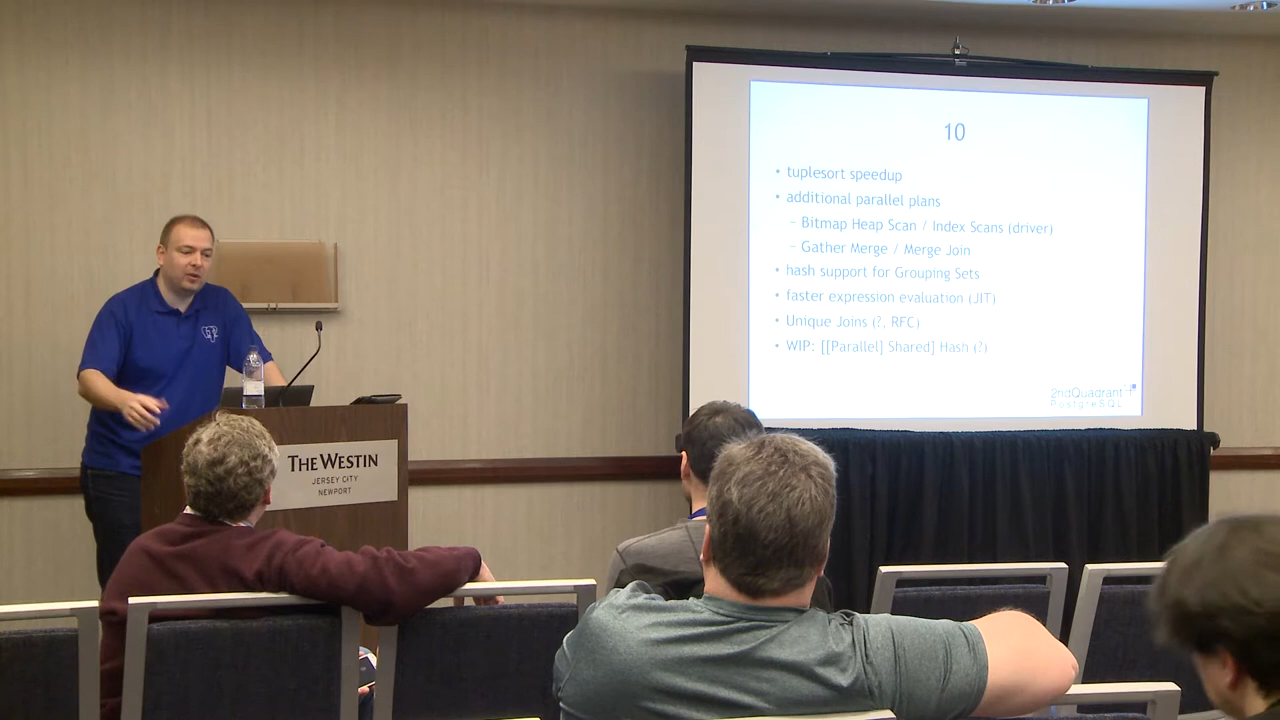 10
• tuplesort speedup
• additional parallel plans
– Bitmap Heap Scan / Index Scans (driver)
– Gather Merge / Merge Join
• hash support for Grouping Sets
• faster expression evaluation (JIT)
• Unique Joins (?, RFC)
• WIP: [[Parallel] Shared] Hash (?)
2ndQuadrant
PostgreSQL
THE WESTIN
JERSEY CITY
NEWPORT